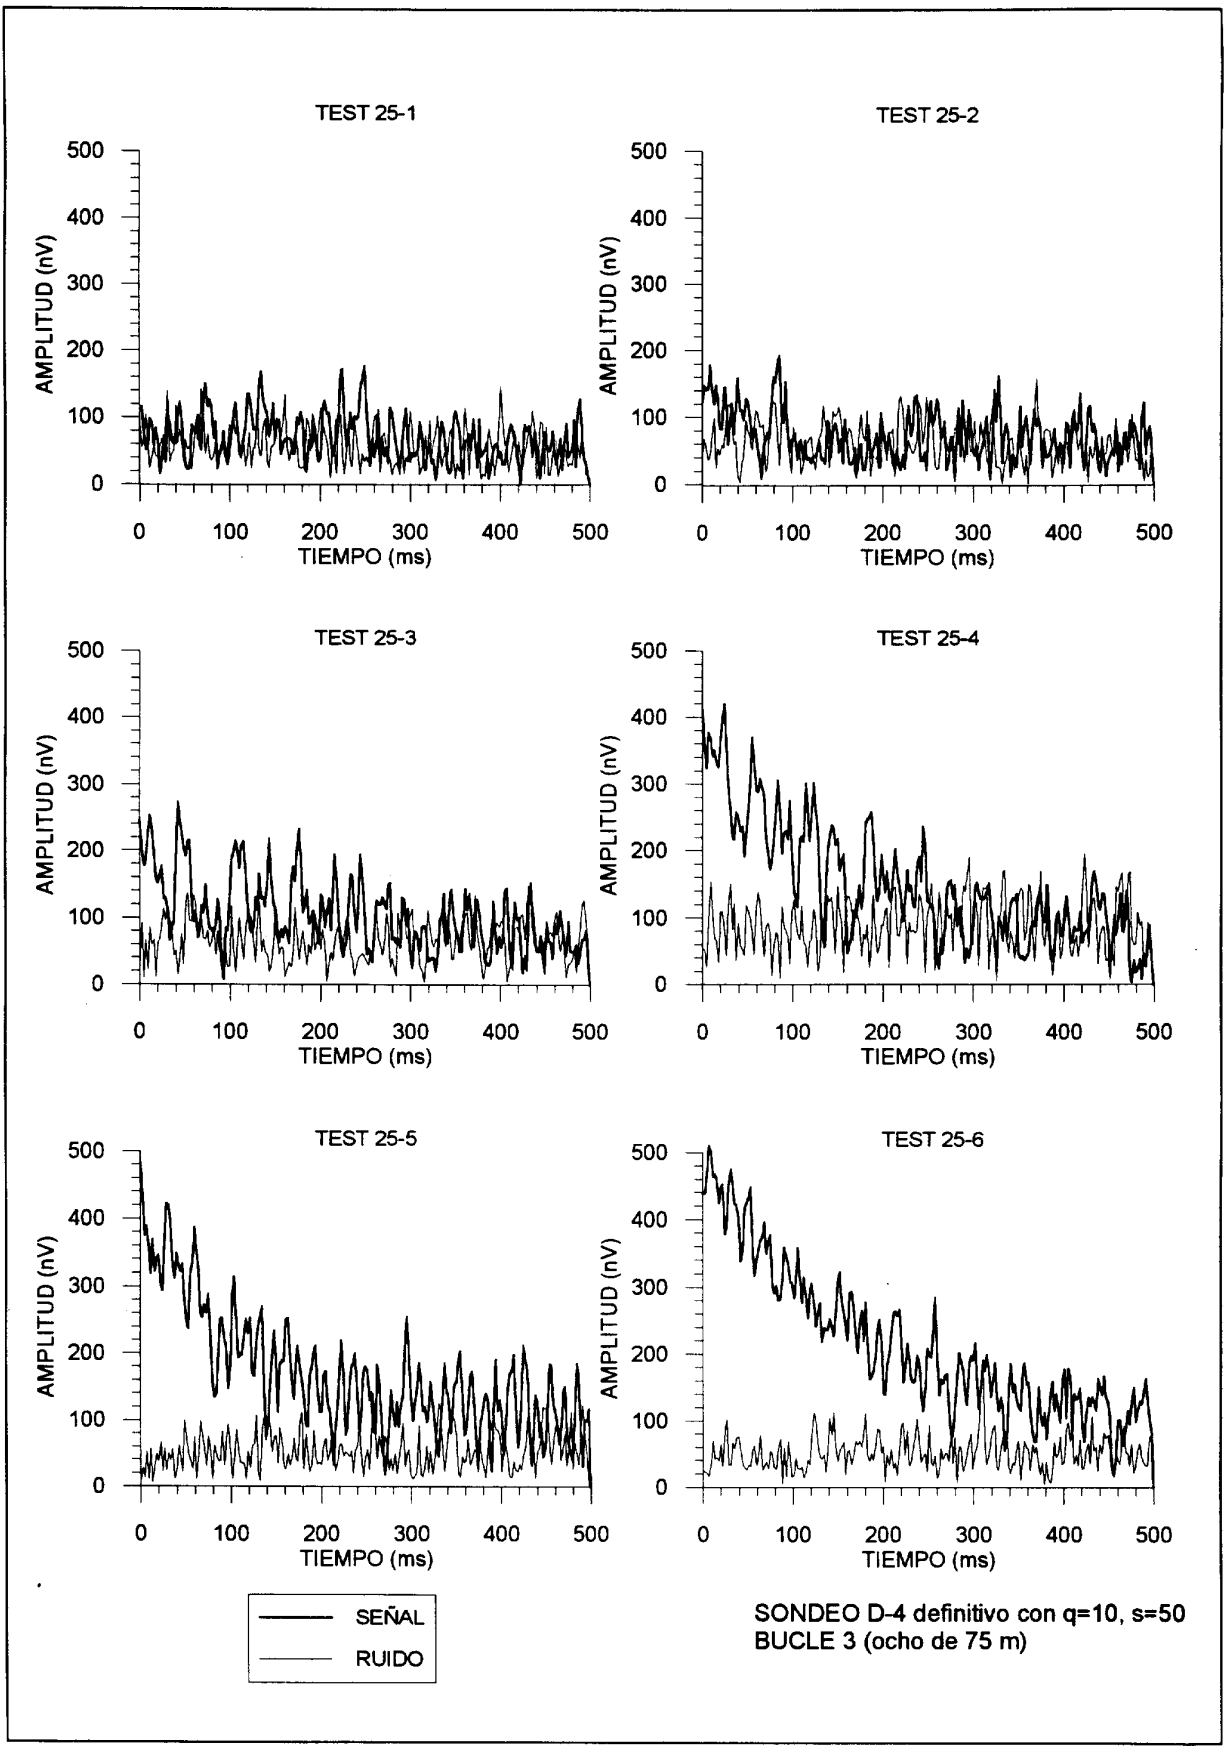 TEST 25-1
500
400
300
200
100
0
AMPLITUD (nV)
0 100 200 300 400 500
TIEMPO (ms)
TEST 25-2
500
400
300
200
100
0
AMPLITUD (nV)
0 100 200 300 400 500
TIEMPO (ms)
TEST 25-3
500
400
300
200
100
0
AMPLITUD (nV)
0 100 200 300 400 500
TIEMPO (ms)
TEST 25-4
500
400
300
200
100
0
AMPLITUD (nV)
0 100 200 300 400 500
TIEMPO (ms)
TEST 25-5
500
400
300
200
100
0
AMPLITUD (nV)
0 100 200 300 400 500
TIEMPO (ms)
TEST 25-6
500
400
300
200
100
0
AMPLITUD (nV)
0 100 200 300 400 500
TIEMPO (ms)
SEÑAL
RUIDO
SONDEO D-4 definitivo con q=10, s=50
BUCLE 3 (ocho de 75 m)